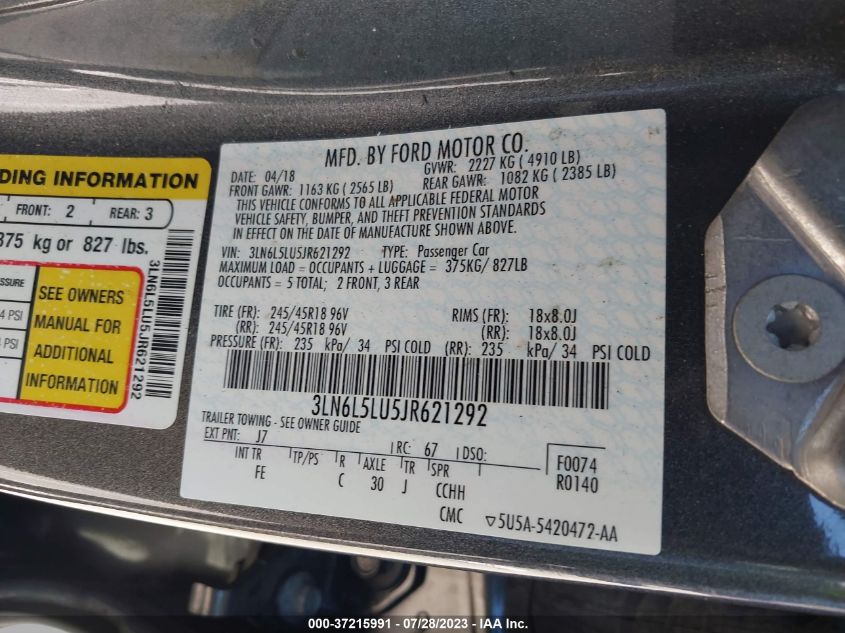 DING INFORMATION
FRONT: 2 REAR: 3
375 kg or 827 lbs.
SSURE
4 PSI
4 PSI
SEE OWNERS
MANUAL FOR
ADDITIONAL
INFORMATION
3LN6L5LU5JR621292
MFD. BY FORD MOTOR CO.
DATE: 04/18 GVWR: 2227 KG ( 4910 LB)
FRONT GAWR: 1163 KG ( 2565 LB) REAR GAWR: 1082 KG ( 2385 LB)
THIS VEHICLE CONFORMS TO ALL APPLICABLE FEDERAL MOTOR
VEHICLE SAFETY, BUMPER, AND THEFT PREVENTION STANDARDS
IN EFFECT ON THE DATE OF MANUFACTURE SHOWN ABOVE.
VIN: 3LN6L5LU5JR621292 TYPE: Passenger Car
MAXIMUM LOAD = OCCUPANTS + LUGGAGE = 375KG/ 827LB
OCCUPANTS = 5 TOTAL; 2 FRONT, 3 REAR
TIRE (FR): 245/45R18 96V RIMS (FR): 18x8.0J
(RR): 245/45R18 96V (RR): 18x8.0J
PRESSURE (FR): 235 kPa/ 34 PSI COLD (RR): 235 kPa/ 34 PSI COLD
3LN6L5LU5JR621292
TRAILER TOWING - SEE OWNER GUIDE
EXT PNT: J7 RC: 67 DSO:
INT TR TP/PS R AXLE TR SPR
FE C 30 J CCHH
CMC
F0074
R0140
▽5U5A-5420472-AA
000-37215991 / 07/28/2023 - © IAA Inc.